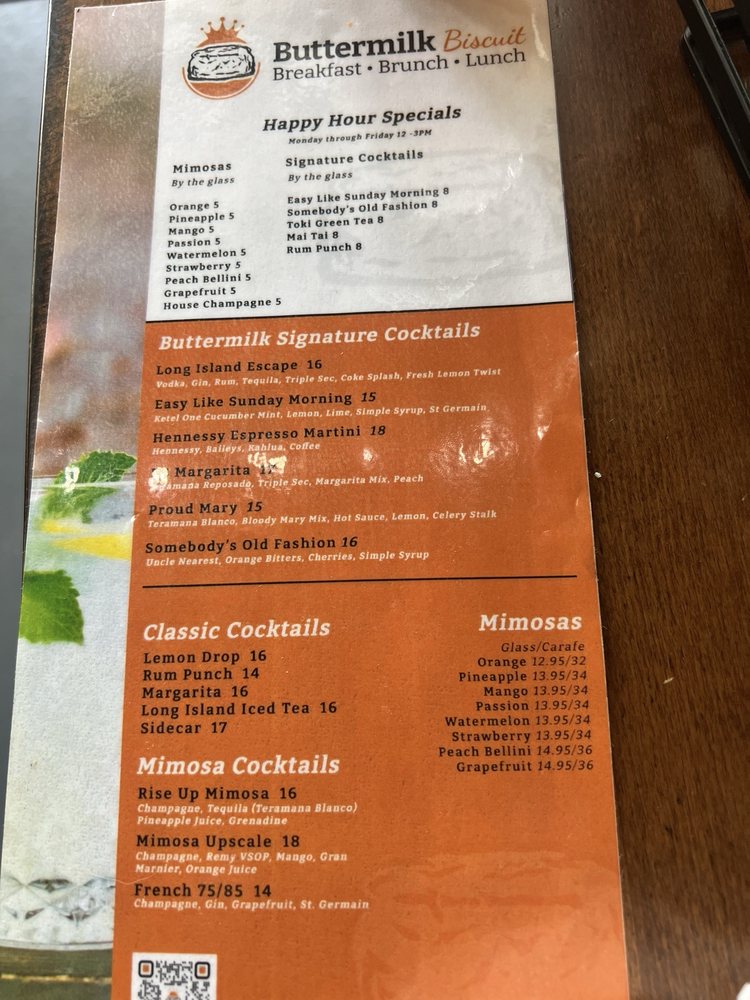 Buttermilk Biscuit
Breakfast • Brunch • Lunch
Happy Hour Specials
Monday through Friday 12 -3PM
Mimosas
By the glass
Orange 5
Pineapple 5
Mango 5
Passion 5
Watermelon 5
Strawberry 5
Peach Bellini 5
Grapefruit 5
House Champagne 5
Signature Cocktails
By the glass
Easy Like Sunday Morning 8
Somebody's Old Fashion 8
Toki Green Tea 8
Mai Tai 8
Rum Punch 8
Buttermilk Signature Cocktails
Long Island Escape 16
Vodka, Gin, Rum, Tequila, Triple Sec, Coke Splash, Fresh Lemon Twist
Easy Like Sunday Morning 15
Ketel One Cucumber Mint, Lemon, Lime, Simple Syrup, St Germain
Hennessy Espresso Martini 18
Hennessy, Baileys, Kahlua, Coffee
Margarita
Reposado, Triple Sec, Margarita Mix, Peach
Proud Mary 15
Teramana Blanco, Bloody Mary Mix, Hot Sauce, Lemon, Celery Stalk
Somebody's Old Fashion 16
Uncle Nearest, Orange Bitters, Cherries, Simple Syrup
Classic Cocktails
Lemon Drop 16
Rum Punch 14
Margarita 16
Long Island Iced Tea 16
Sidecar 17
Mimosas
Glass/Carafe
Orange 12.95/32
Pineapple 13.95/34
Mango 13.95/34
Passion 13.95/34
Watermelon 13.95/34
Strawberry 13.95/34
Peach Bellini 14.95/36
Grapefruit 14.95/36
Mimosa Cocktails
Rise Up Mimosa 16
Champagne, Tequila (Teramana Blanco)
Pineapple Juice, Grenadine
Mimosa Upscale 18
Champagne, Remy VSOP, Mango, Gran
Marnier, Orange Juice
French 75/85 14
Champagne, Gin, Grapefruit, St. Germain